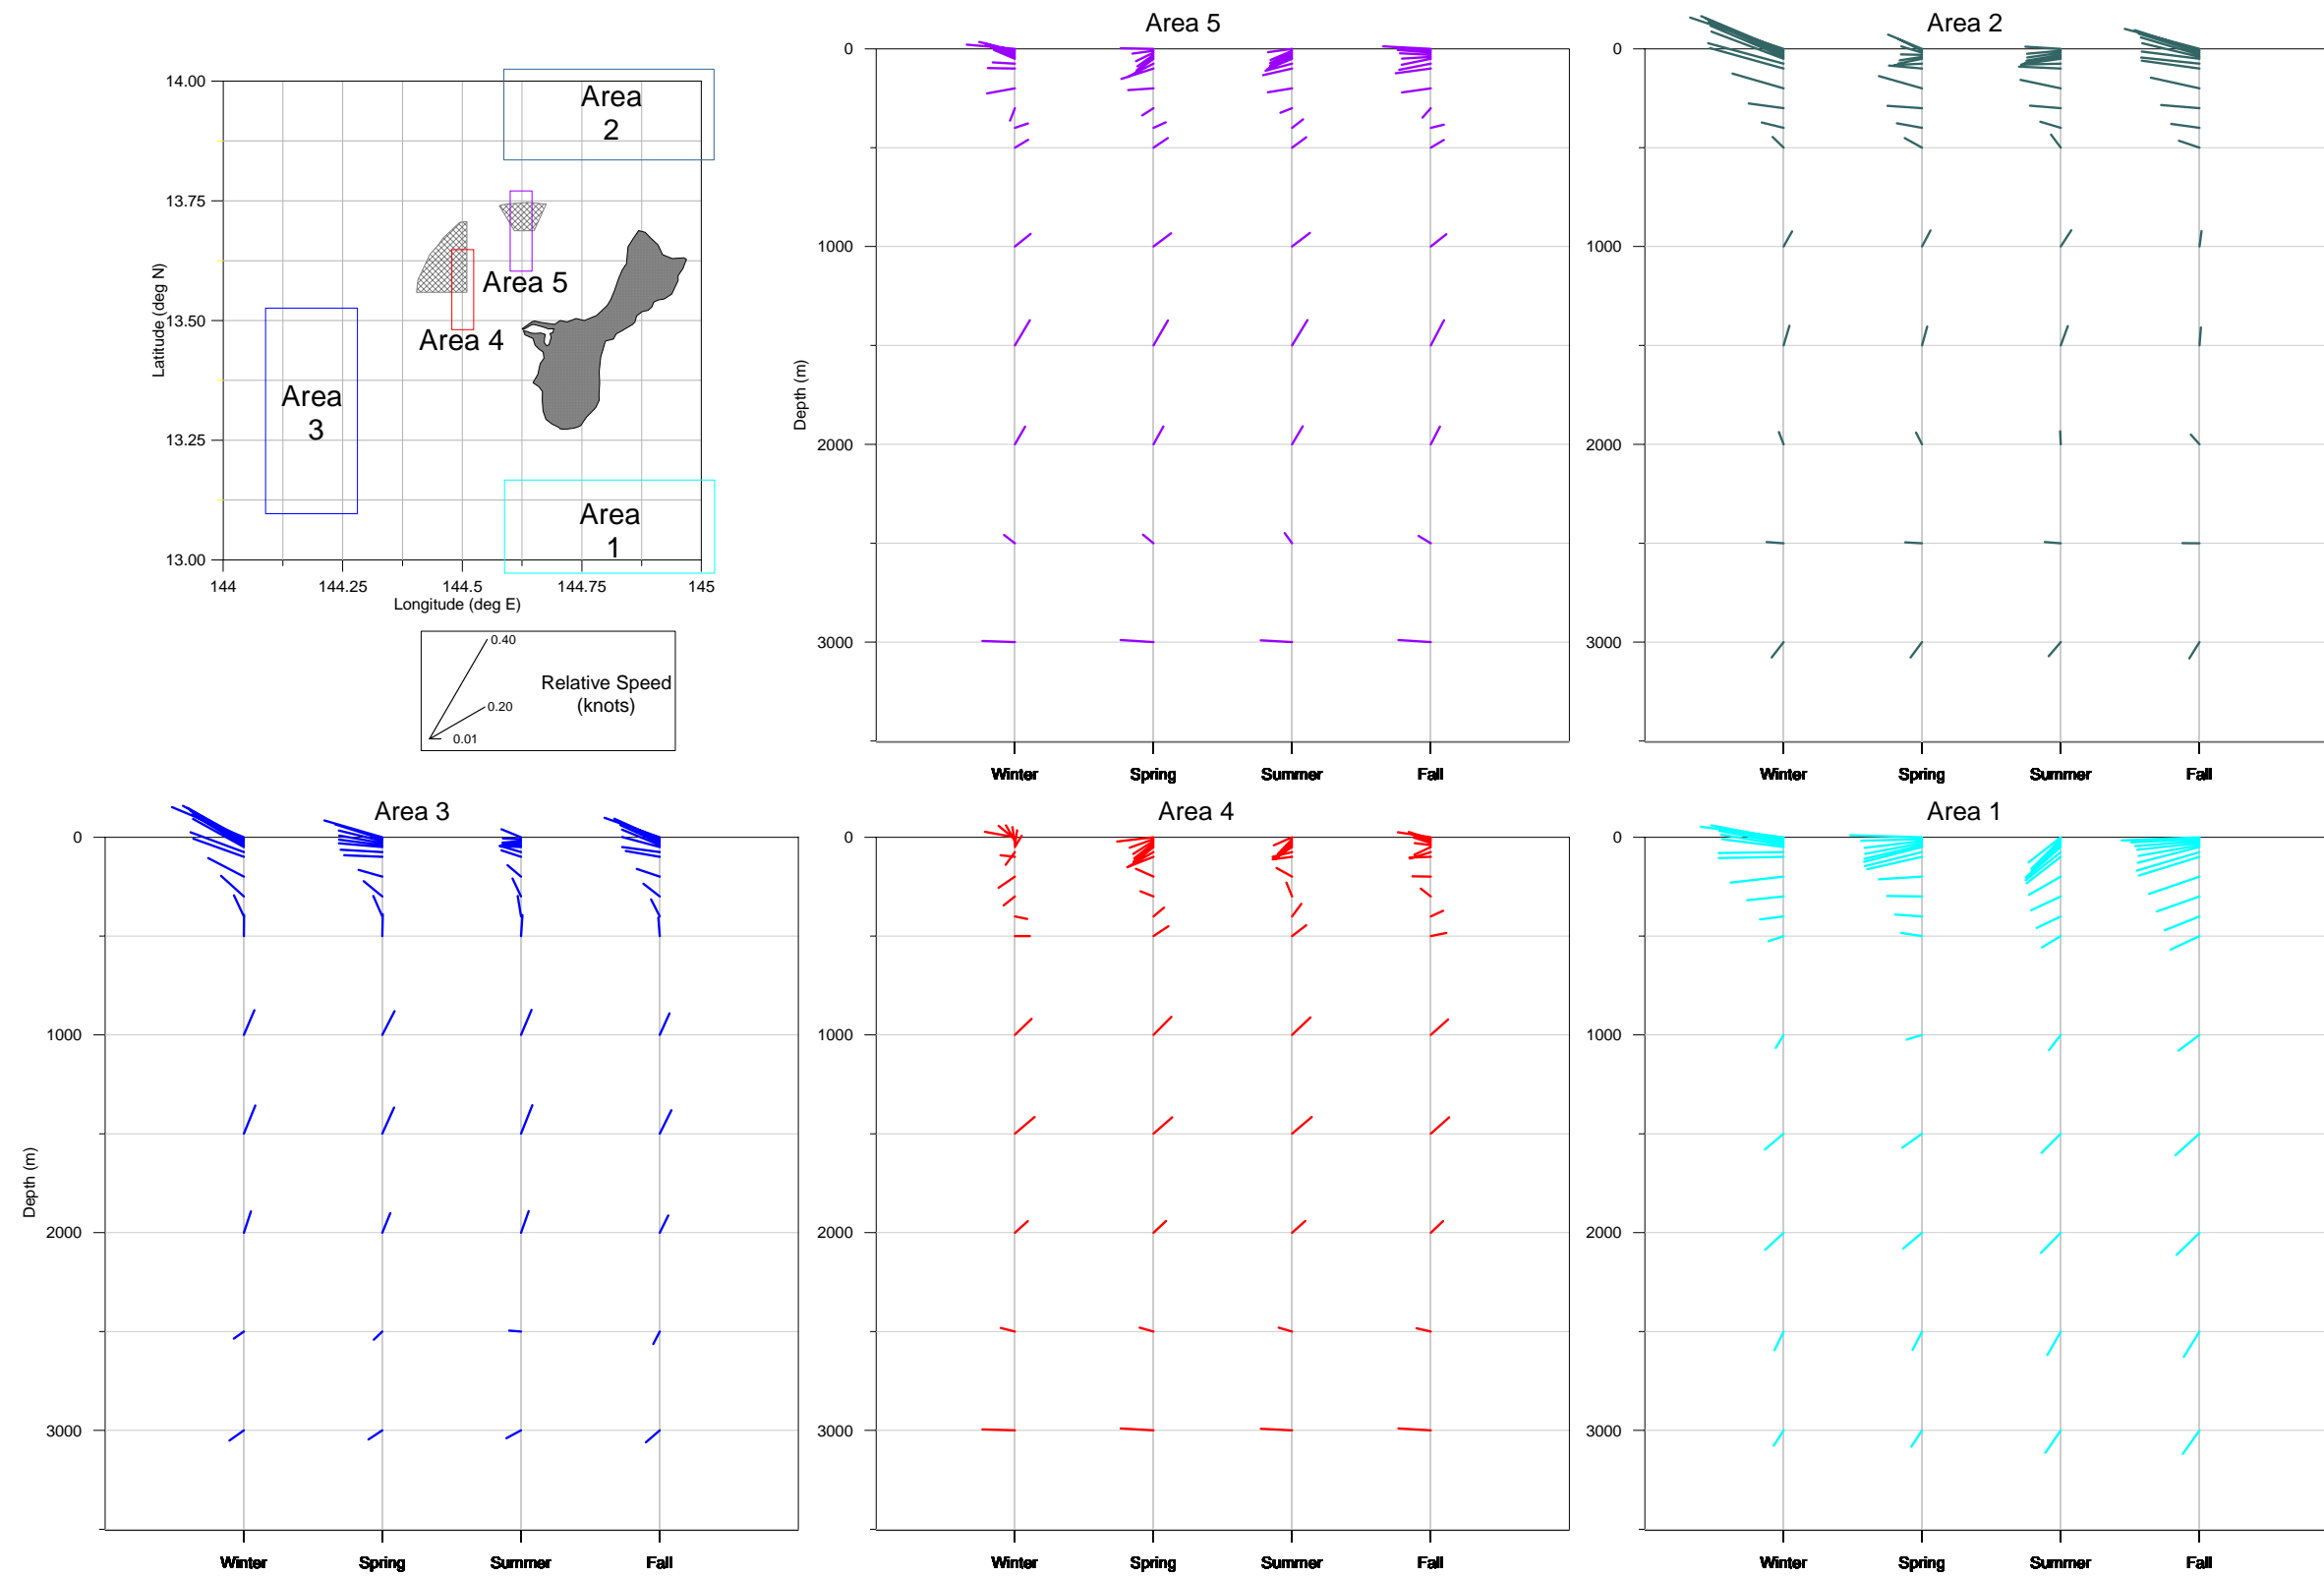 Area 5
Area 2
14.00
13.75
13.50
13.25
13.00
Latitude (deg N)
144
144.25
144.5
144.75
145
Longitude (deg E)
Area
2
Area 5
Area 4
Area
3
Area
1
0.40
0.20
0.01
Relative Speed
(knots)
0
1000
2000
3000
Depth (m)
Winter
Spring
Summer
Fall
0
1000
2000
3000
Winter
Spring
Summer
Fall
Area 3
Area 4
Area 1
0
1000
2000
3000
Depth (m)
Winter
Spring
Summer
Fall
0
1000
2000
3000
Winter
Spring
Summer
Fall
0
1000
2000
3000
Winter
Spring
Summer
Fall